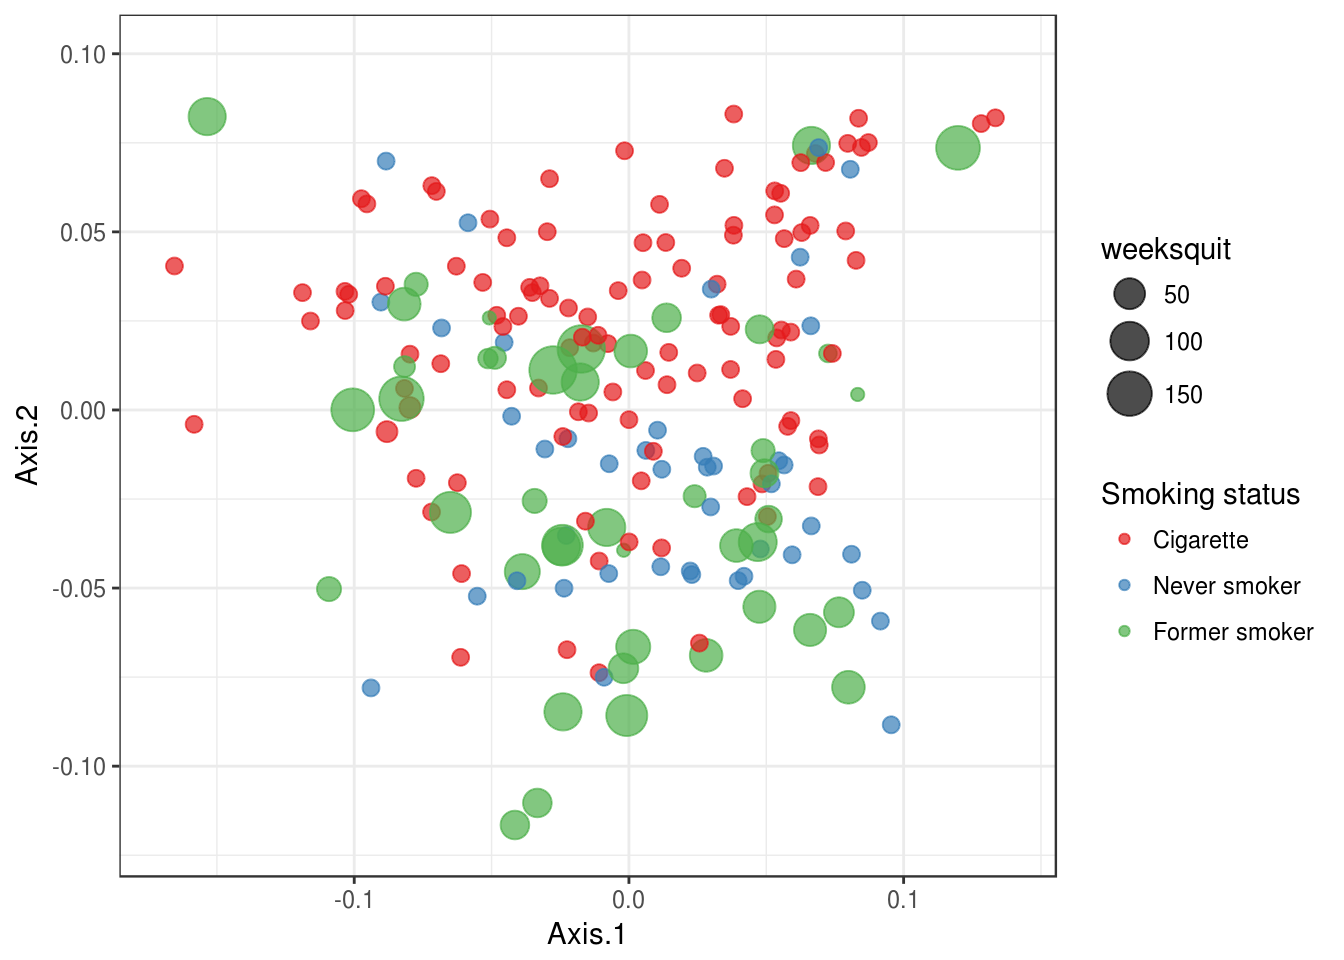 0.10
0.05
0.00
-0.05
-0.10
Axis.2
-0.1
0.0
0.1
Axis.1
weeksquit
50
100
150
Smoking status
Cigarette
Never smoker
Former smoker